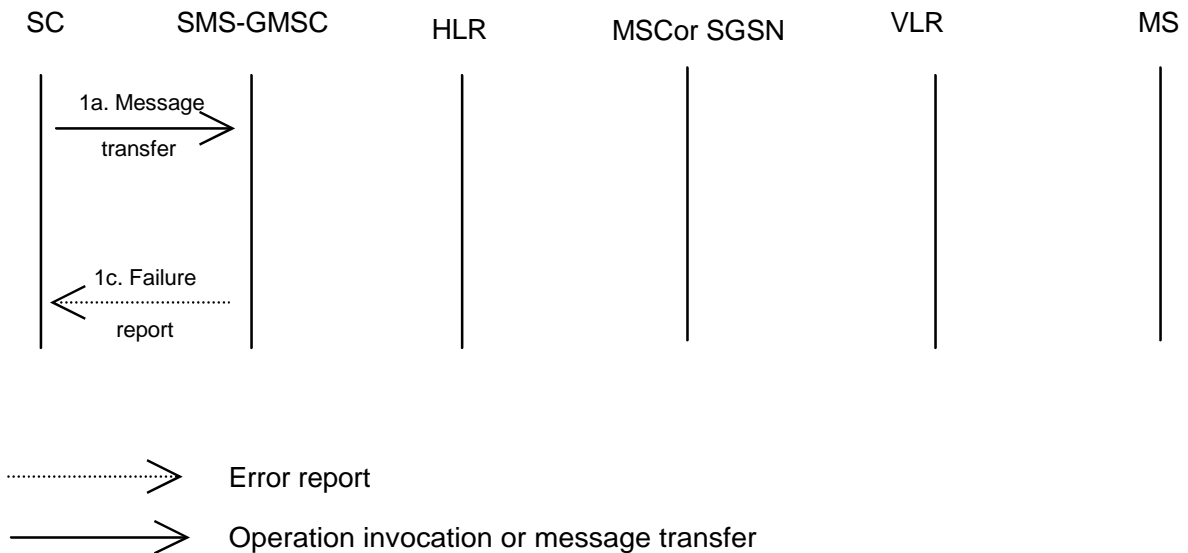 SC
SMS-GMSC
HLR
MSCor SGSN
VLR
MS
1a. Message
transfer
1c. Failure
report
Error report
Operation invocation or message transfer